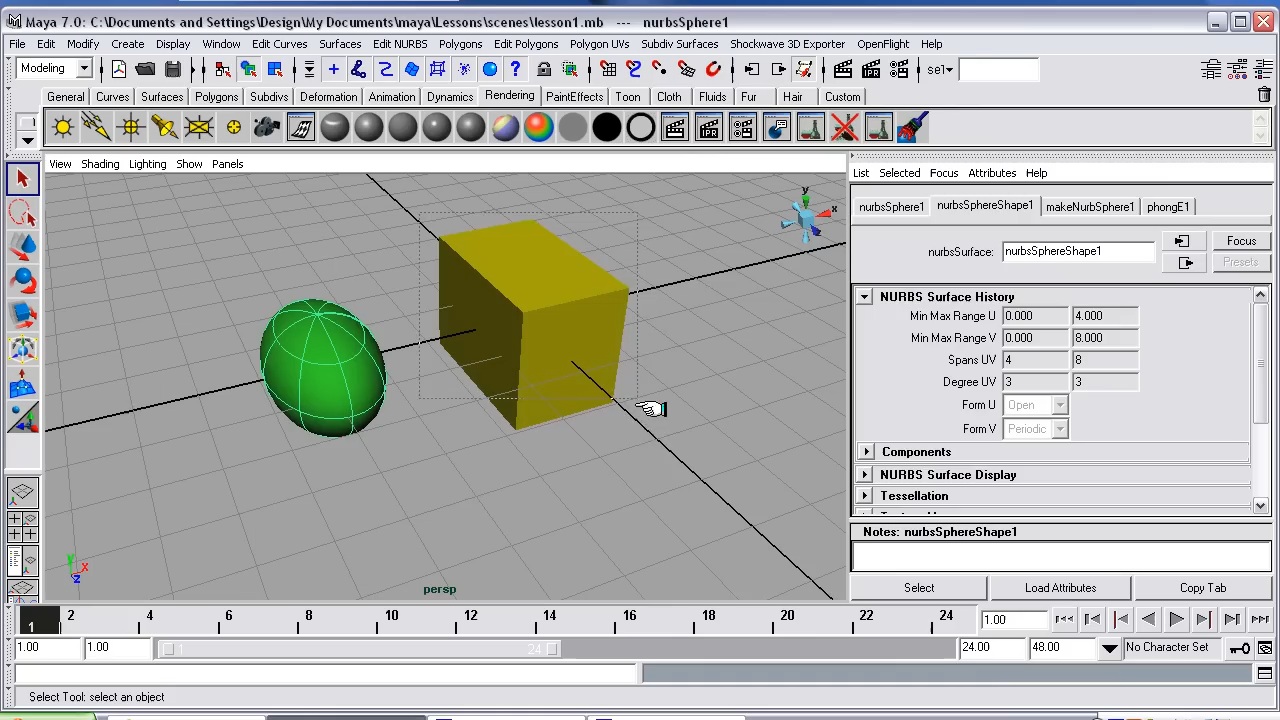 Maya 7.0: C:\Documents and Settings\Design\My Documents\maya\Lessons\scenes\lesson1.mb --- nurbsSphere1
File Edit Modify Create Display Window Edit Curves Surfaces Edit NURBS Polygons Edit Polygons Polygon UVs Subdiv Surfaces Shockwave 3D Exporter OpenFlight Help
Modeling sel
General Curves Surfaces Polygons Subdivs Deformation Animation Dynamics Rendering PaintEffects Toon Cloth Fluids Fur Hair Custom
IPR
View Shading Lighting Show Panels
List Selected Focus Attributes Help
nurbsSphere1 nurbsSphereShape1 makeNurbSphere1 phongE1
y
x
nurbsSurface: nurbsSphereShape1
Focus
Presets
NURBS Surface History
Min Max Range U 0.000 4.000
Min Max Range V 0.000 8.000
Spans UV 4 8
Degree UV 3 3
Form U Open
Form V Periodic
Components
NURBS Surface Display
Tessellation
Notes: nurbsSphereShape1
y
x
z
persp
Select Load Attributes Copy Tab
1 2 4 6 8 10 12 14 16 18 20 22 24 1.00
1.00 1.00 1 24 24.00 48.00 No Character Set
Select Tool: select an object